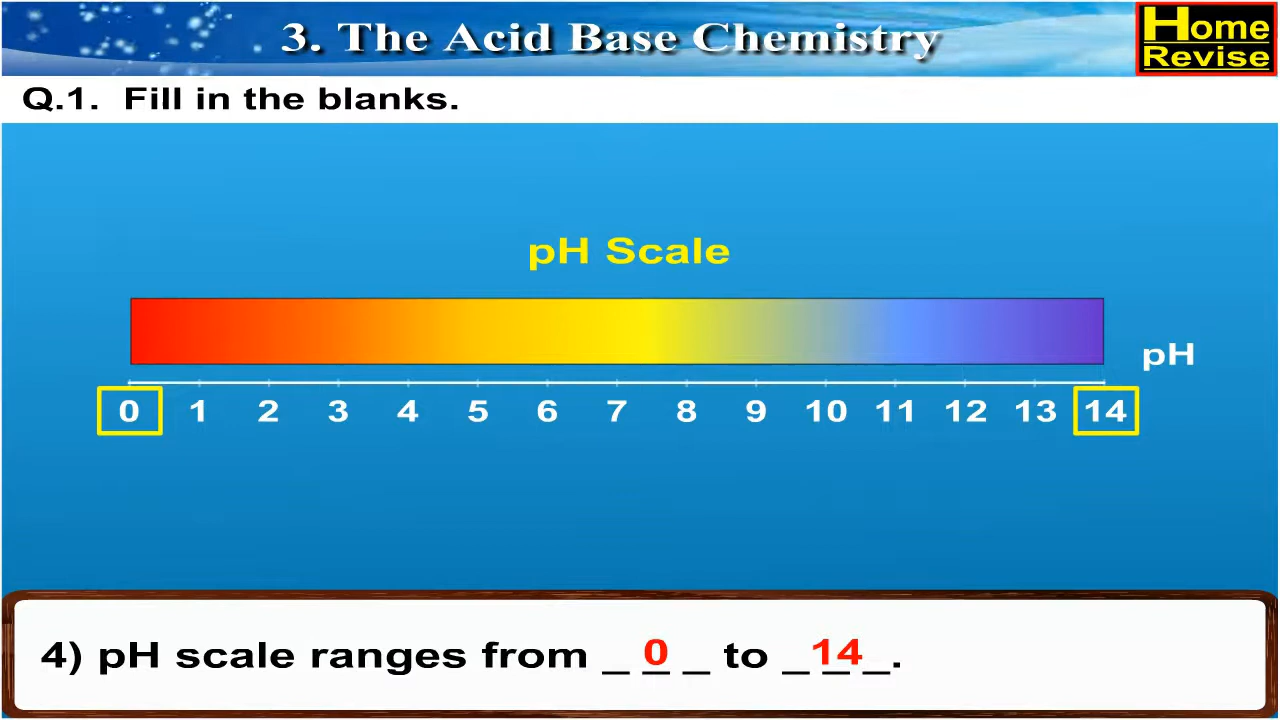 3. The Acid Base Chemistry
Home
Revise
Q.1. Fill in the blanks.
pH Scale
pH
0 1 2 3 4 5 6 7 8 9 10 11 12 13 14
4) pH scale ranges from _ 0 _ to _ 14 _.